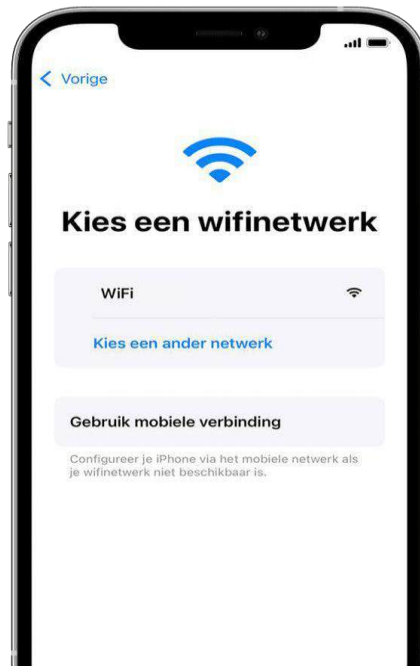 Vorige
Kies een wifinetwerk
WiFi
Kies een ander netwerk
Gebruik mobiele verbinding
Configureer je iPhone via het mobiele netwerk als
je wifinetwerk niet beschikbaar is.